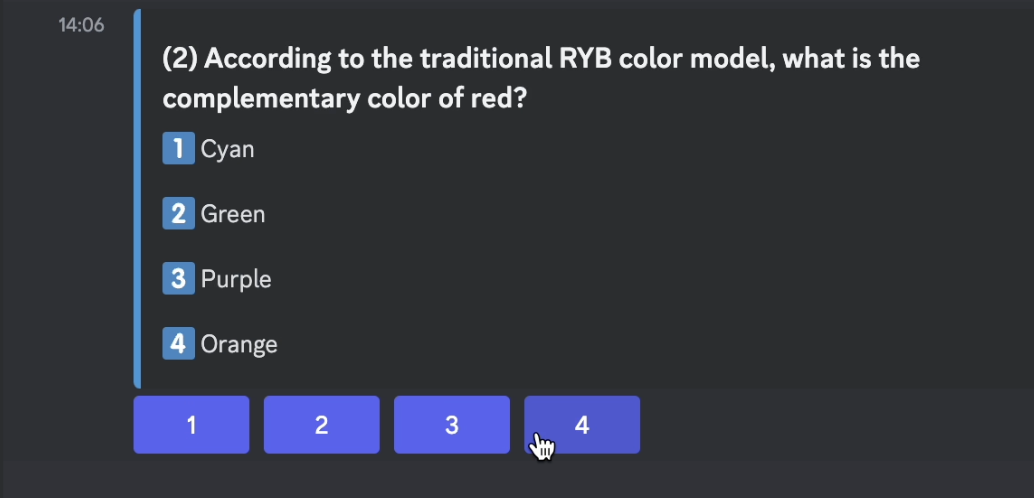 14:06
(2) According to the traditional RYB color model, what is the
complementary color of red?
1 Cyan
2 Green
3 Purple
4 Orange
1 2 3 4